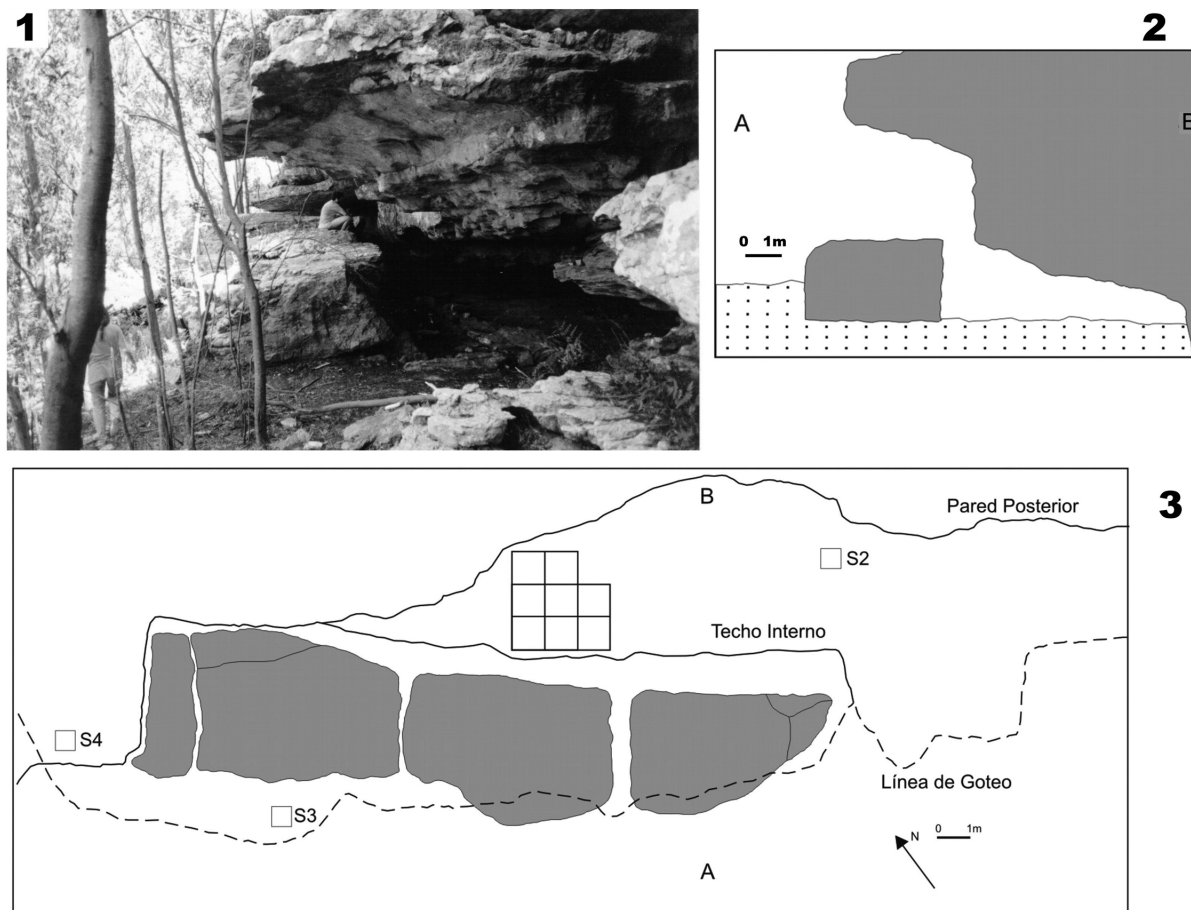 1
2
A
B
0 1m
3
B
Pared Posterior
S2
Techo Interno
S4
S3
Línea de Goteo
N
0 1m
A